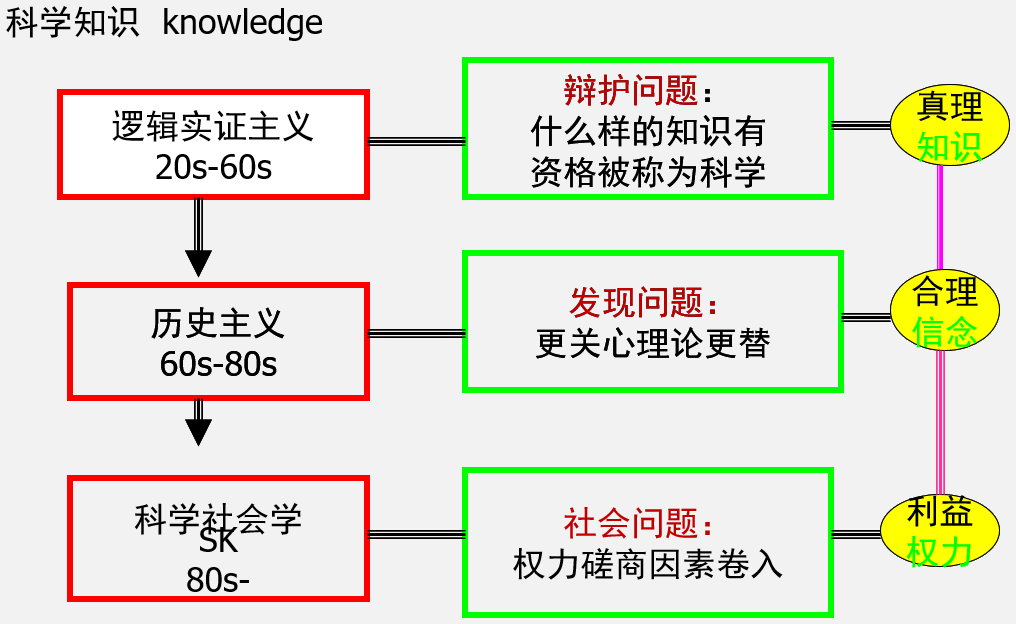 科学知识 knowledge
逻辑实证主义
20s-60s
辩护问题：
什么样的知识有
资格被称为科学
真理
知识
历史主义
60s-80s
发现问题：
更关心理论更替
合理
信念
科学社会学
SK
80s-
社会问题：
权力磋商因素卷入
利益
权力